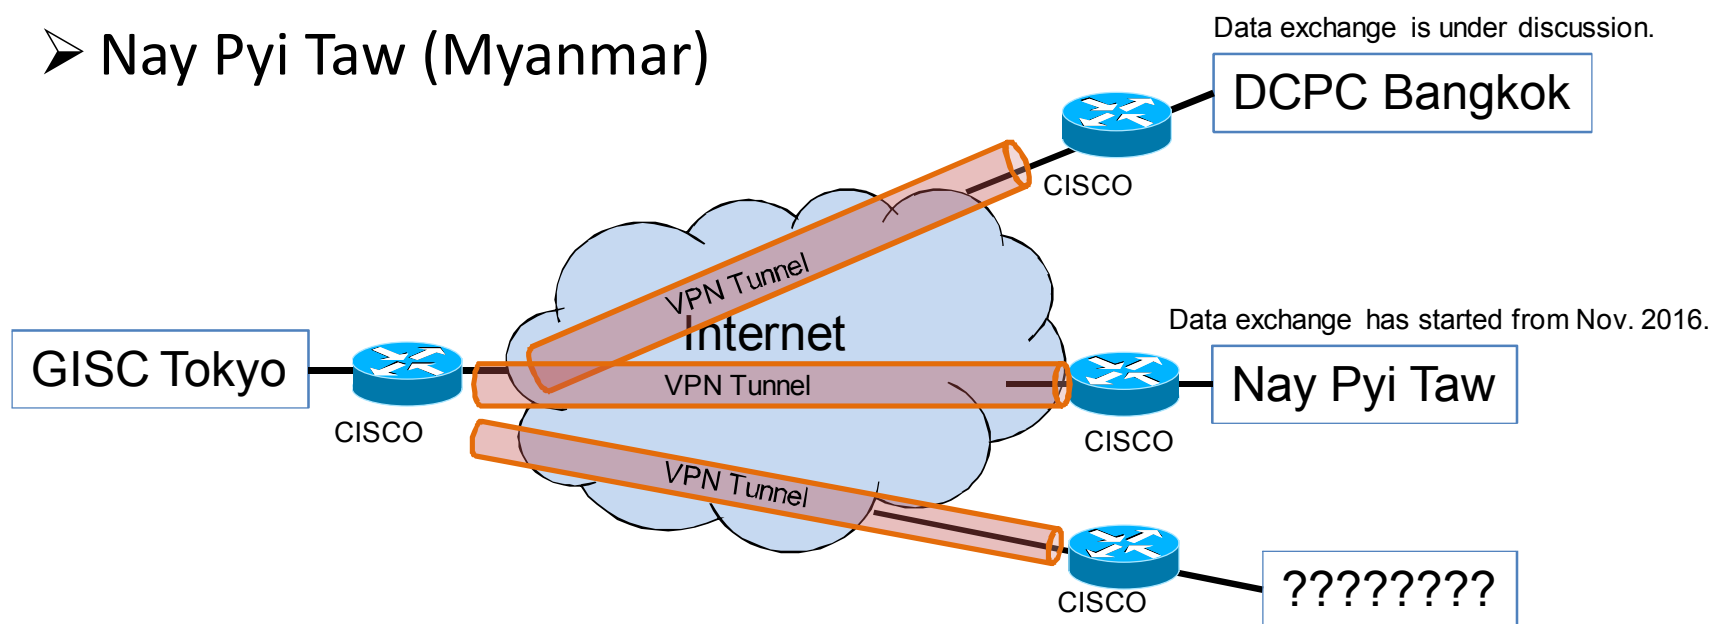 ➢ Nay Pyi Taw (Myanmar)
Data exchange is under discussion.
DCPC Bangkok
CISCO
VPN Tunnel
Internet
Data exchange has started from Nov. 2016.
GISC Tokyo
VPN Tunnel
Nay Pyi Taw
CISCO
CISCO
VPN Tunnel
CISCO
????????